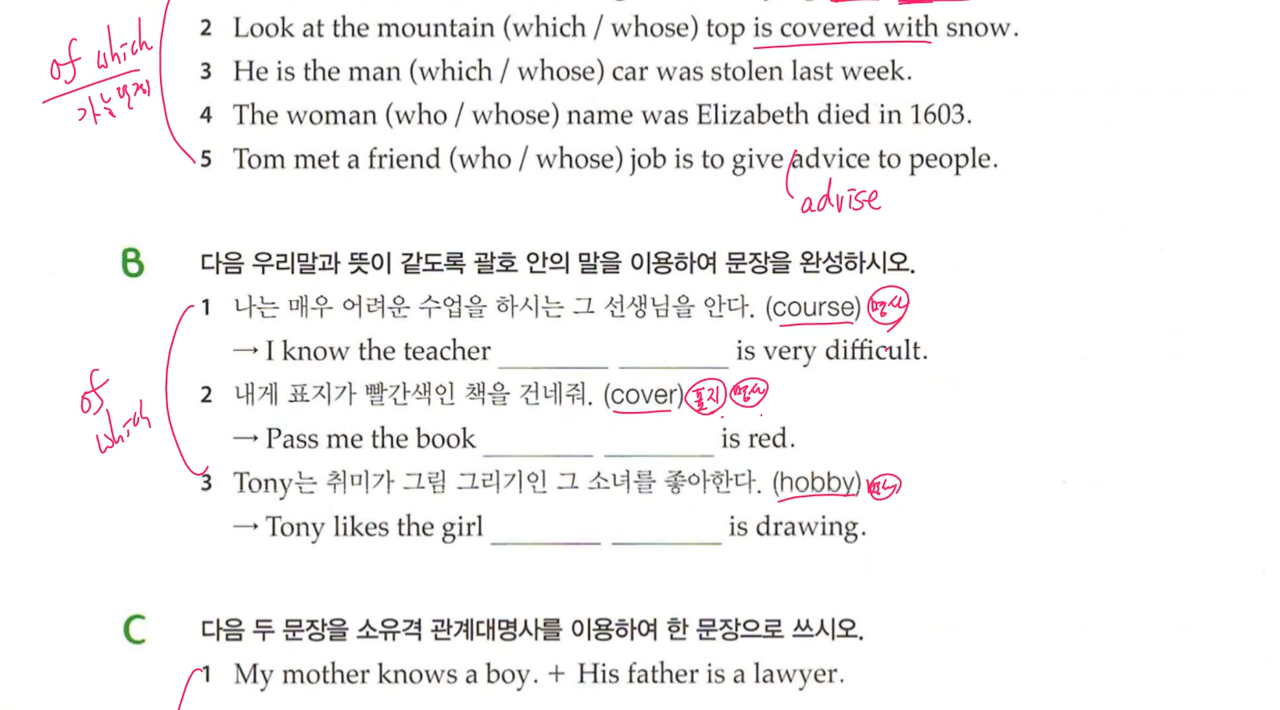 2 Look at the mountain (which / whose) top is covered with snow.
of which
가능먼저
3 He is the man (which / whose) car was stolen last week.
4 The woman (who / whose) name was Elizabeth died in 1603.
5 Tom met a friend (who / whose) job is to give advice to people.
advise
B 다음 우리말과 뜻이 같도록 괄호 안의 말을 이용하여 문장을 완성하시오.
1 나는 매우 어려운 수업을 하시는 그 선생님을 안다. (course) 명사
→ I know the teacher ________ ________ is very difficult.
of which
2 내게 표지가 빨간색인 책을 건네줘. (cover) 표지 명사
→ Pass me the book ________ ________ is red.
3 Tony는 취미가 그림 그리기인 그 소녀를 좋아한다. (hobby) 명사
→ Tony likes the girl ________ ________ is drawing.
C 다음 두 문장을 소유격 관계대명사를 이용하여 한 문장으로 쓰시오.
1 My mother knows a boy. + His father is a lawyer.